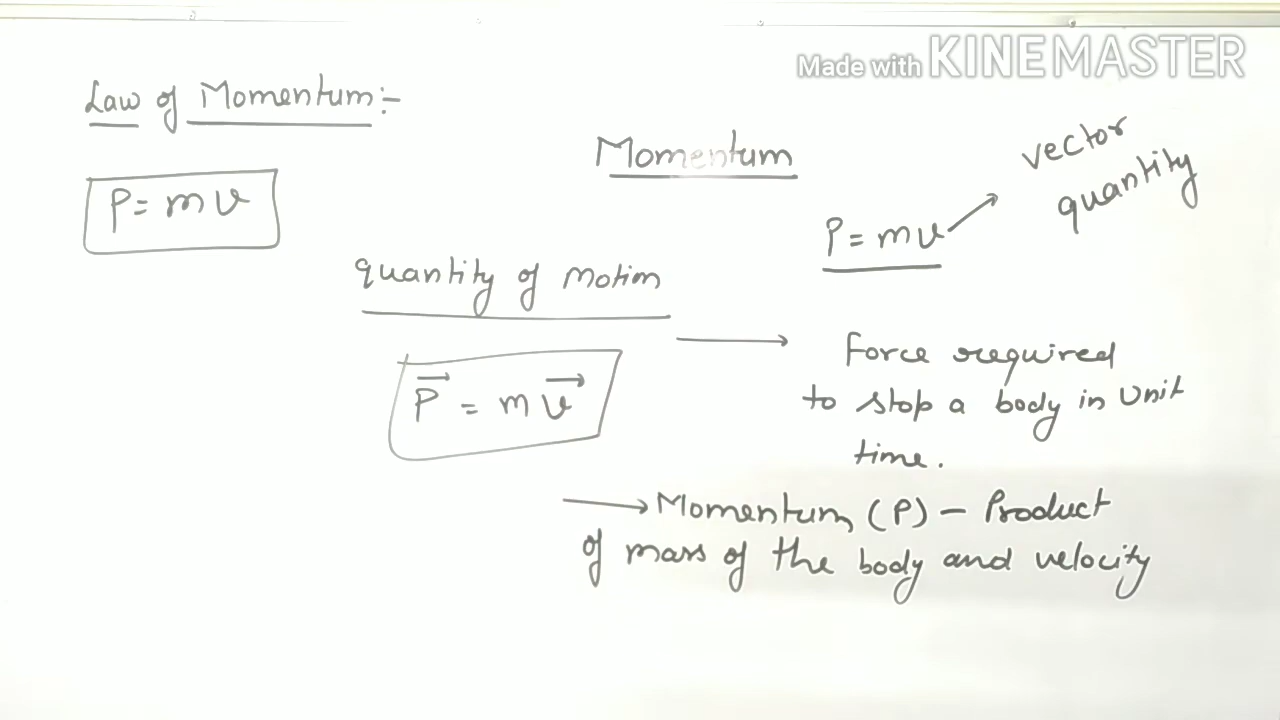 Made with KINEMASTER
Law of Momentum:-
P = mv
Momentum
vector
quantity
P = mv
quantity of motion
P = mv
Force required
to stop a body in unit
time.
Momentum (P) - Product
of mass of the body and velocity